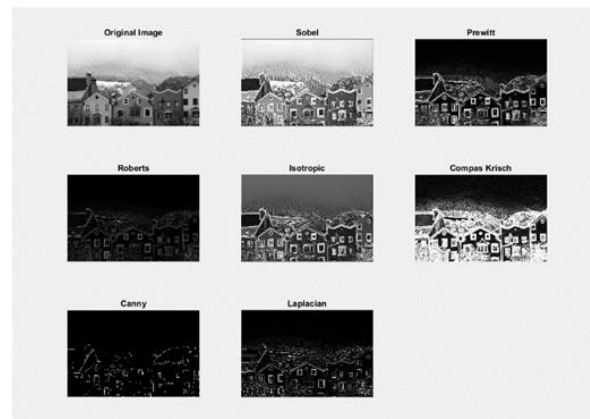 Original Image
Sobel
Prewitt
Roberts
Isotropic
Compas Krisch
Canny
Laplacian